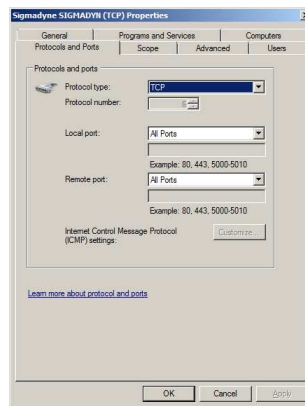 Sigmadyne SIGMADYN (TCP) Properties
General
Programs and Services
Computers
Protocols and Ports
Scope
Advanced
Users
Protocols and ports
Protocol type:
TCP
Protocol number:
6
Local port:
All Ports
Example: 80, 443, 5000-5010
Remote port:
All Ports
Example: 80, 443, 5000-5010
Internet Control Message Protocol
(ICMP) settings:
Customize...
Learn more about protocol and ports
OK
Cancel
Apply